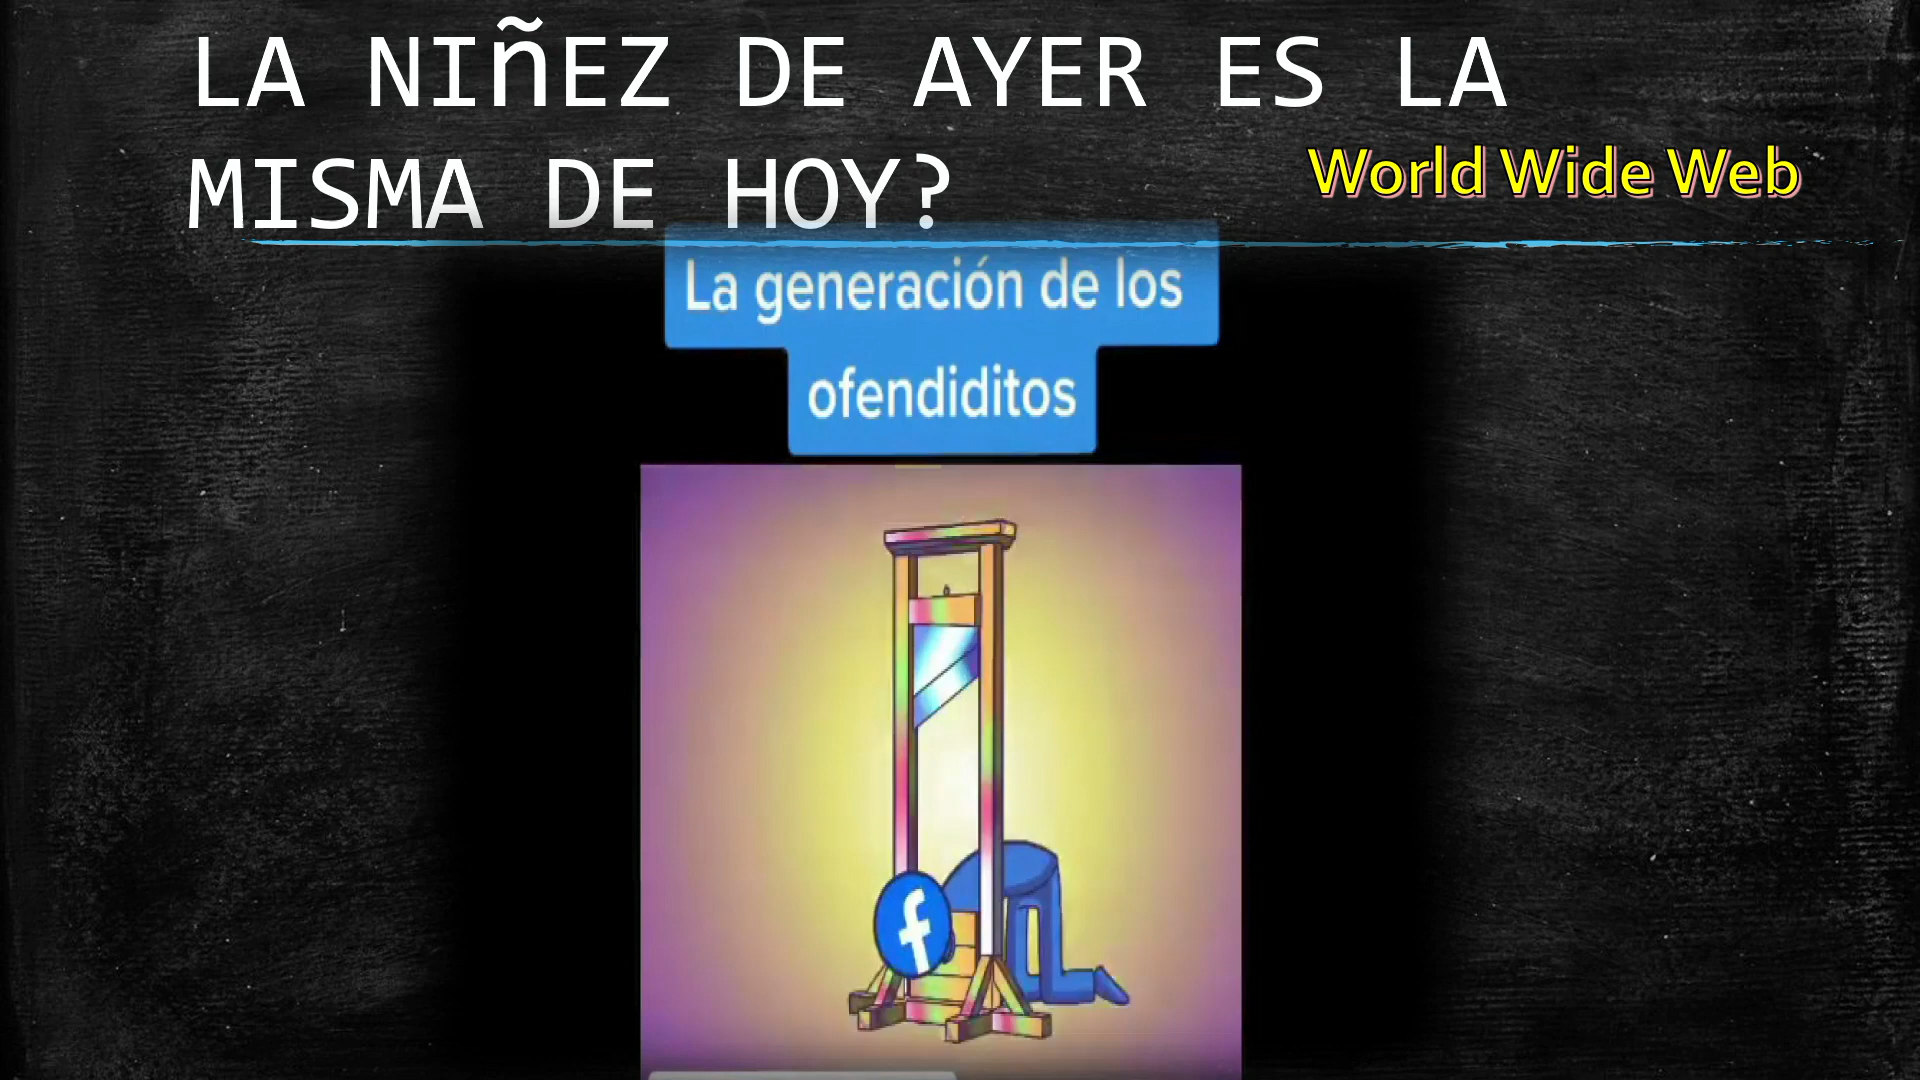 LA NIñEZ DE AYER ES LA
MISMA DE HOY?
World Wide Web
La generación de los
ofendiditos
f